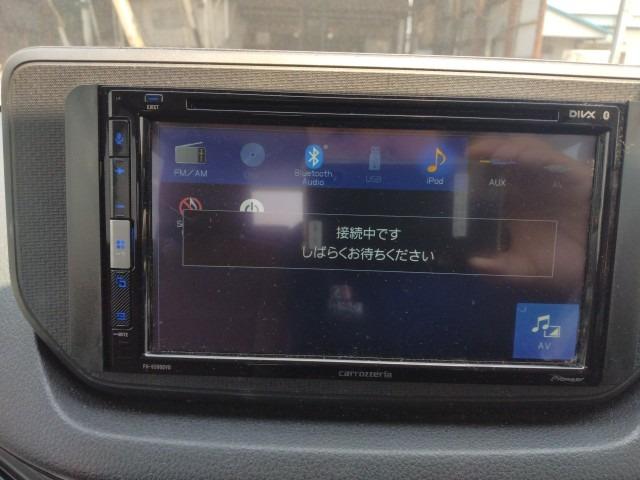 EJECT
DIVX
FM/AM
Bluetooth
Audio
USB
iPod
AUX
接続中です
しばらくお待ちください
AV
carrozzeria
Pioneer